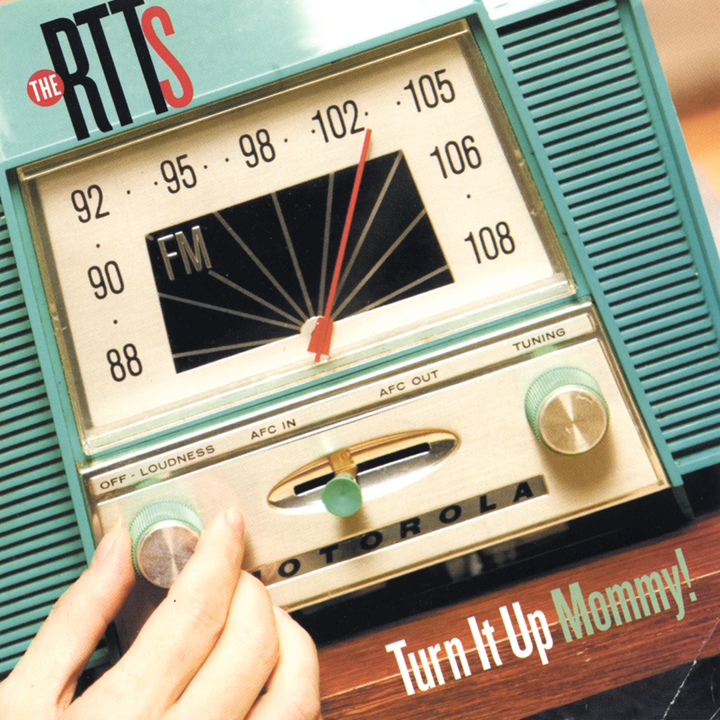 THE RTTS
92 · 95 · 98 · 102 · 105
90 106
88 108
FM
TUNING
AFC OUT
AFC IN
OFF - LOUDNESS
MOTOROLA
Turn It Up Mommy!